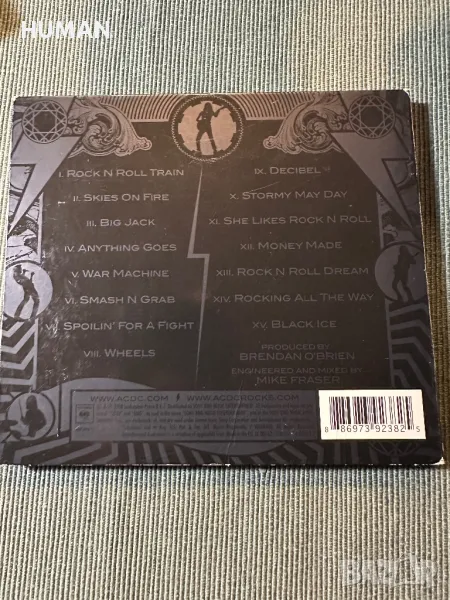 HUMAN
I. ROCK N ROLL TRAIN
II. SKIES ON FIRE
III. BIG JACK
IV. ANYTHING GOES
V. WAR MACHINE
VI. SMASH N GRAB
VII. SPOILIN' FOR A FIGHT
VIII. WHEELS
IX. DECIBEL
X. STORMY MAY DAY
XI. SHE LIKES ROCK N ROLL
XII. MONEY MADE
XIII. ROCK N ROLL DREAM
XIV. ROCKING ALL THE WAY
XV. BLACK ICE
PRODUCED BY
BRENDAN O'BRIEN
ENGINEERED AND MIXED BY
MIKE FRASER
WWW.ACDC.COM — WWW.ACDCROCKS.COM
8 86973 92382 5
BAZAR